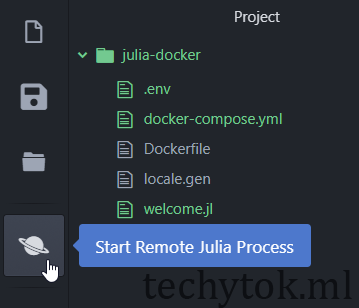 Project
julia-docker
.env
docker-compose.yml
Dockerfile
locale.gen
welcome.jl
Start Remote Julia Process
techytok.ml